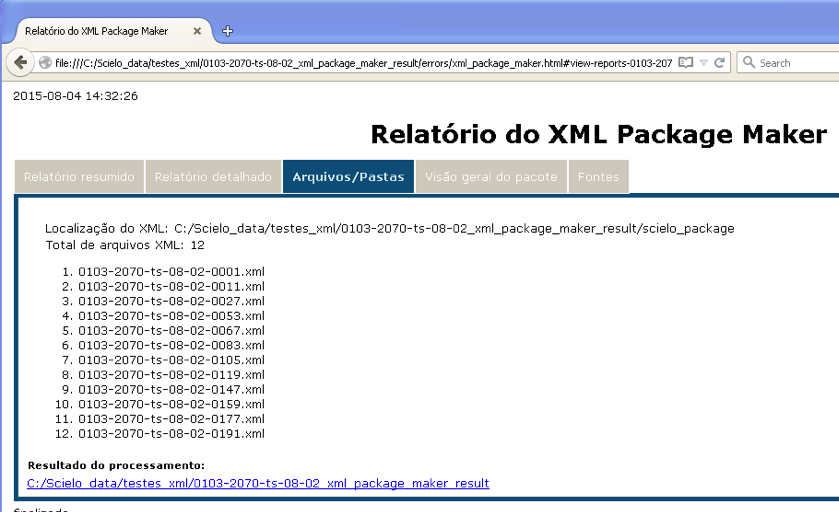 Relatório do XML Package Maker
file:///C:/Scielo_data/testes_xml/0103-2070-ts-08-02_xml_package_maker_result/errors/xml_package_maker.html#view-reports-0103-207
Search
2015-08-04 14:32:26
Relatório do XML Package Maker
Relatório resumido Relatório detalhado Arquivos/Pastas Visão geral do pacote Fontes
Localização do XML: C:/Scielo_data/testes_xml/0103-2070-ts-08-02_xml_package_maker_result/scielo_package
Total de arquivos XML: 12
1. 0103-2070-ts-08-02-0001.xml
2. 0103-2070-ts-08-02-0011.xml
3. 0103-2070-ts-08-02-0027.xml
4. 0103-2070-ts-08-02-0053.xml
5. 0103-2070-ts-08-02-0067.xml
6. 0103-2070-ts-08-02-0083.xml
7. 0103-2070-ts-08-02-0105.xml
8. 0103-2070-ts-08-02-0119.xml
9. 0103-2070-ts-08-02-0147.xml
10. 0103-2070-ts-08-02-0159.xml
11. 0103-2070-ts-08-02-0177.xml
12. 0103-2070-ts-08-02-0191.xml
Resultado do processamento:
C:/Scielo_data/testes_xml/0103-2070-ts-08-02_xml_package_maker_result